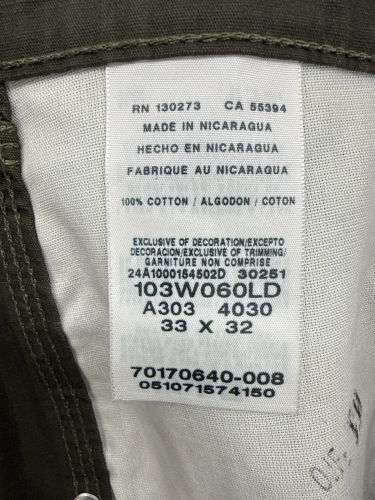 RN 130273 CA 55394
MADE IN NICARAGUA
HECHO EN NICARAGUA
FABRIQUE AU NICARAGUA
100% COTTON / ALGODON / COTON
EXCLUSIVE OF DECORATION/EXCEPTO
DECORACION/EXCLUSIVE OF TRIMMING/
GARNITURE NON COMPRISE
24A1000154502D 30251
103W060LD
A303 4030
33 X 32
70170640-008
051071574150